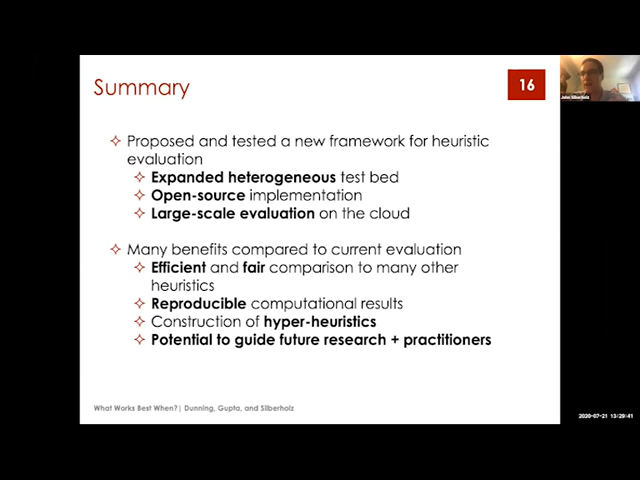 Summary
16
Proposed and tested a new framework for heuristic
evaluation
Expanded heterogeneous test bed
Open-source implementation
Large-scale evaluation on the cloud
Many benefits compared to current evaluation
Efficient and fair comparison to many other
heuristics
Reproducible computational results
Construction of hyper-heuristics
Potential to guide future research + practitioners
What Works Best When?| Dunning, Gupta, and Silberholz
John Silberholz
2020-07-21 13:29:41